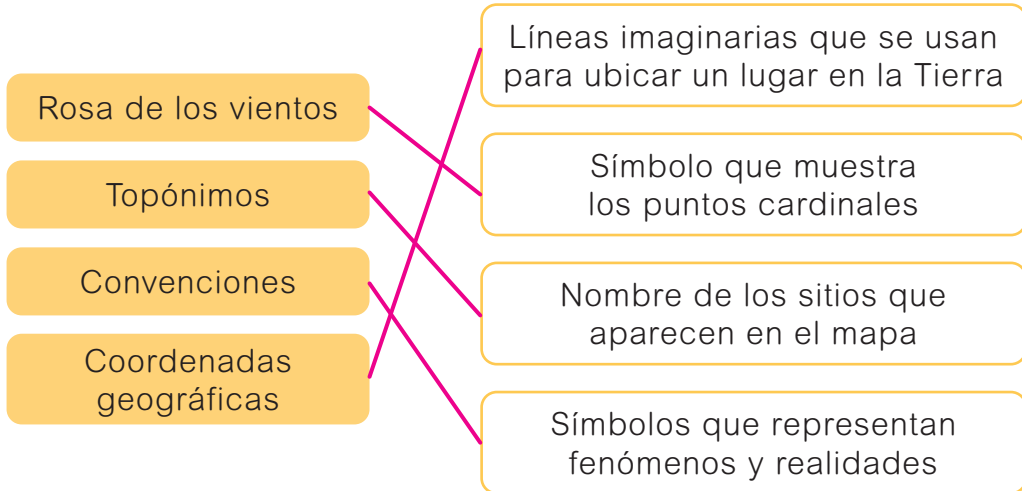 Rosa de los vientos
Topónimos
Convenciones
Coordenadas
geográficas
Líneas imaginarias que se usan
para ubicar un lugar en la Tierra
Símbolo que muestra
los puntos cardinales
Nombre de los sitios que
aparecen en el mapa
Símbolos que representan
fenómenos y realidades